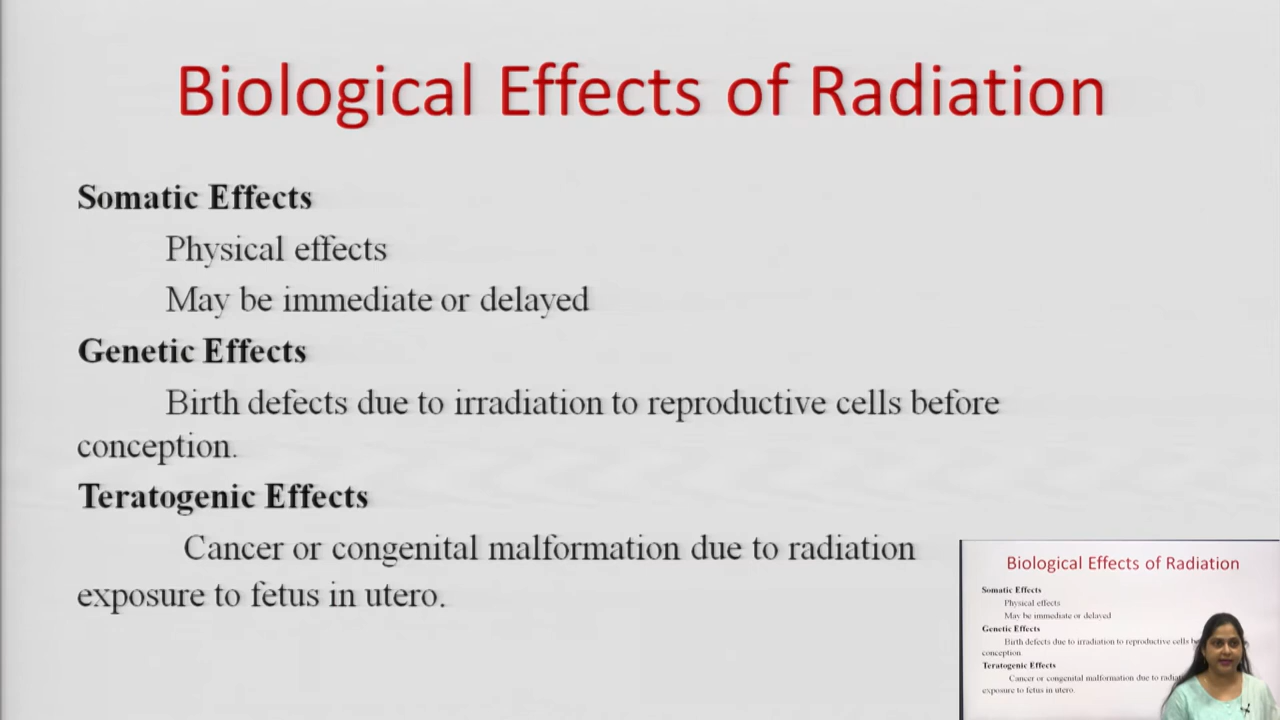 Biological Effects of Radiation
Somatic Effects
Physical effects
May be immediate or delayed
Genetic Effects
Birth defects due to irradiation to reproductive cells before
conception.
Teratogenic Effects
Cancer or congenital malformation due to radiation
exposure to fetus in utero.
Biological Effects of Radiation
Somatic Effects
Physical effects
May be immediate or delayed
Genetic Effects
Birth defects due to irradiation to reproductive cells
conception.
Teratogenic Effects
Cancer or congenital malformation due to
exposure to fetus in utero.